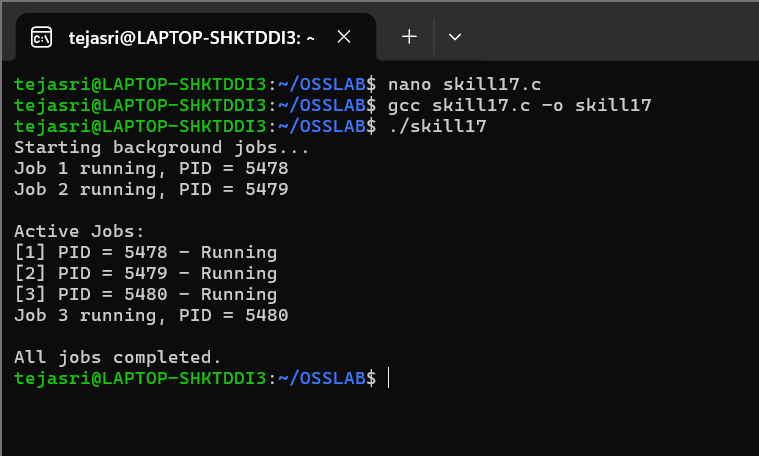 tejasri@LAPTOP-SHKTDDI3: ~
tejasri@LAPTOP-SHKTDDI3:~/OSSLAB$ nano skill17.c
tejasri@LAPTOP-SHKTDDI3:~/OSSLAB$ gcc skill17.c -o skill17
tejasri@LAPTOP-SHKTDDI3:~/OSSLAB$ ./skill17
Starting background jobs...
Job 1 running, PID = 5478
Job 2 running, PID = 5479
Active Jobs:
[1] PID = 5478 - Running
[2] PID = 5479 - Running
[3] PID = 5480 - Running
Job 3 running, PID = 5480
All jobs completed.
tejasri@LAPTOP-SHKTDDI3:~/OSSLAB$